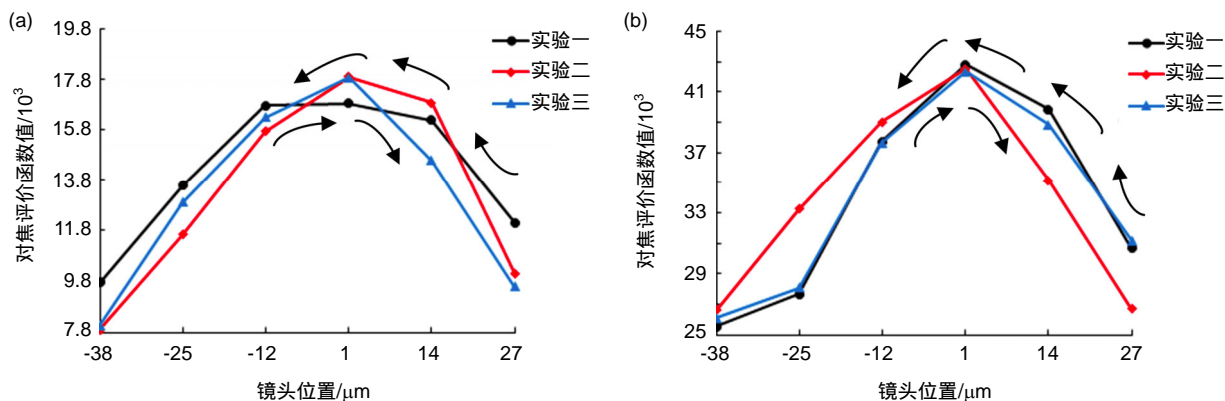 (a)
19.8
17.8
15.8
13.8
11.8
9.8
7.8
对焦评价函数值/10³
-38 -25 -12 1 14 27
镜头位置/μm
实验一
实验二
实验三
(b)
45
41
37
33
29
25
对焦评价函数值/10³
-38 -25 -12 1 14 27
镜头位置/μm
实验一
实验二
实验三